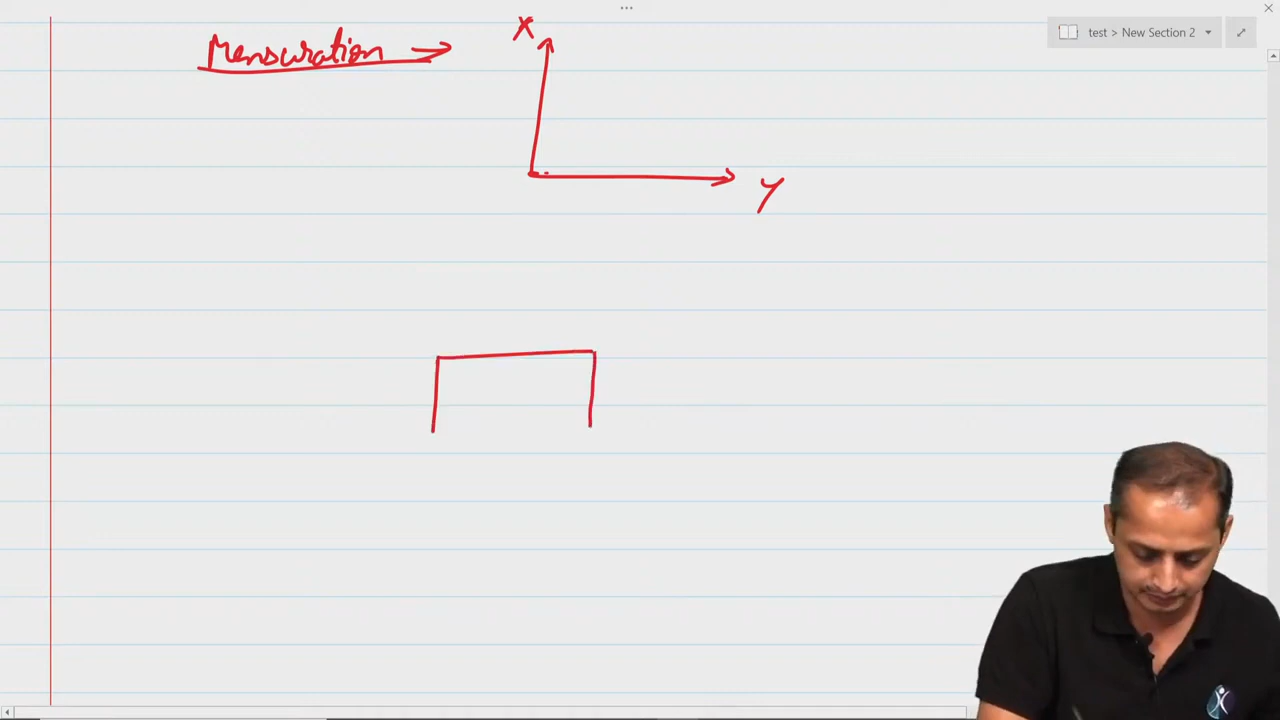 Mensuration →
X
Y
test > New Section 2